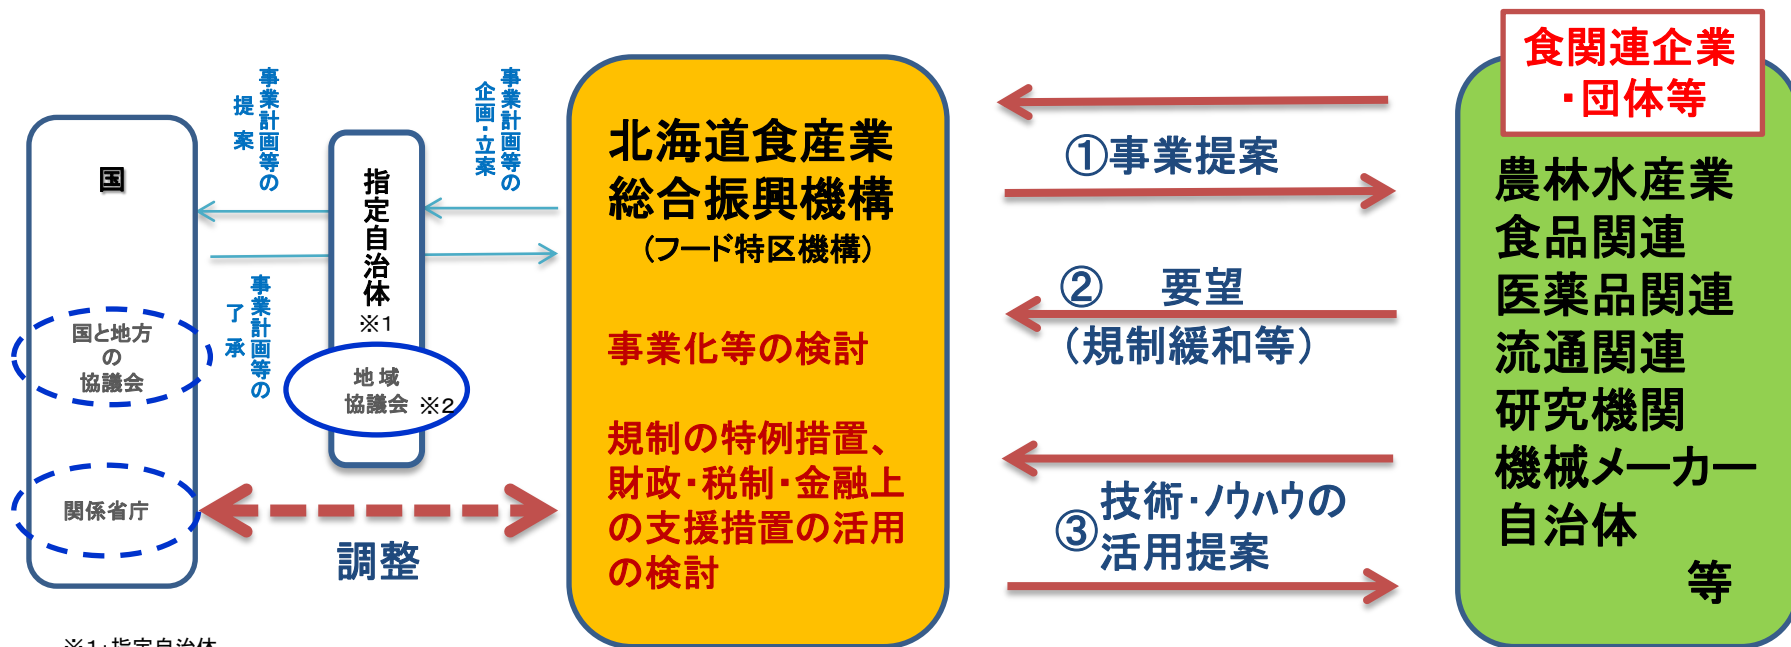 国
国と地方
の
協議会
関係省庁
事業計画等の
提案
事業計画等の
了承
指定自治体
※1
地域
協議会 ※2
事業計画等の
企画・立案
調整
北海道食産業
総合振興機構
（フード特区機構）
事業化等の検討
規制の特例措置、
財政・税制・金融上
の支援措置の活用
の検討
①事業提案
② 要望
（規制緩和等）
③技術・ノウハウの
活用提案
食関連企業
・団体等
農林水産業
食品関連
医薬品関連
流通関連
研究機関
機械メーカー
自治体
等
※1：指定自治体